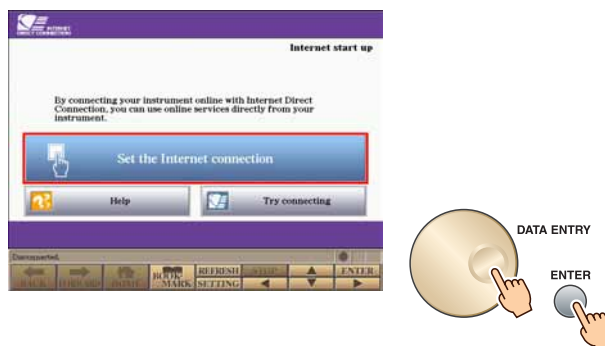 INTERNET
DIRECT CONNECTION
Internet start up
By connecting your instrument online with Internet Direct
Connection, you can use online services directly from your
instrument.
Set the Internet connection
Help
Try connecting
Disconnected.
BACK FORWARD HOME BOOK MARK REFRESH STOP ENTER
SETTING
DATA ENTRY
ENTER